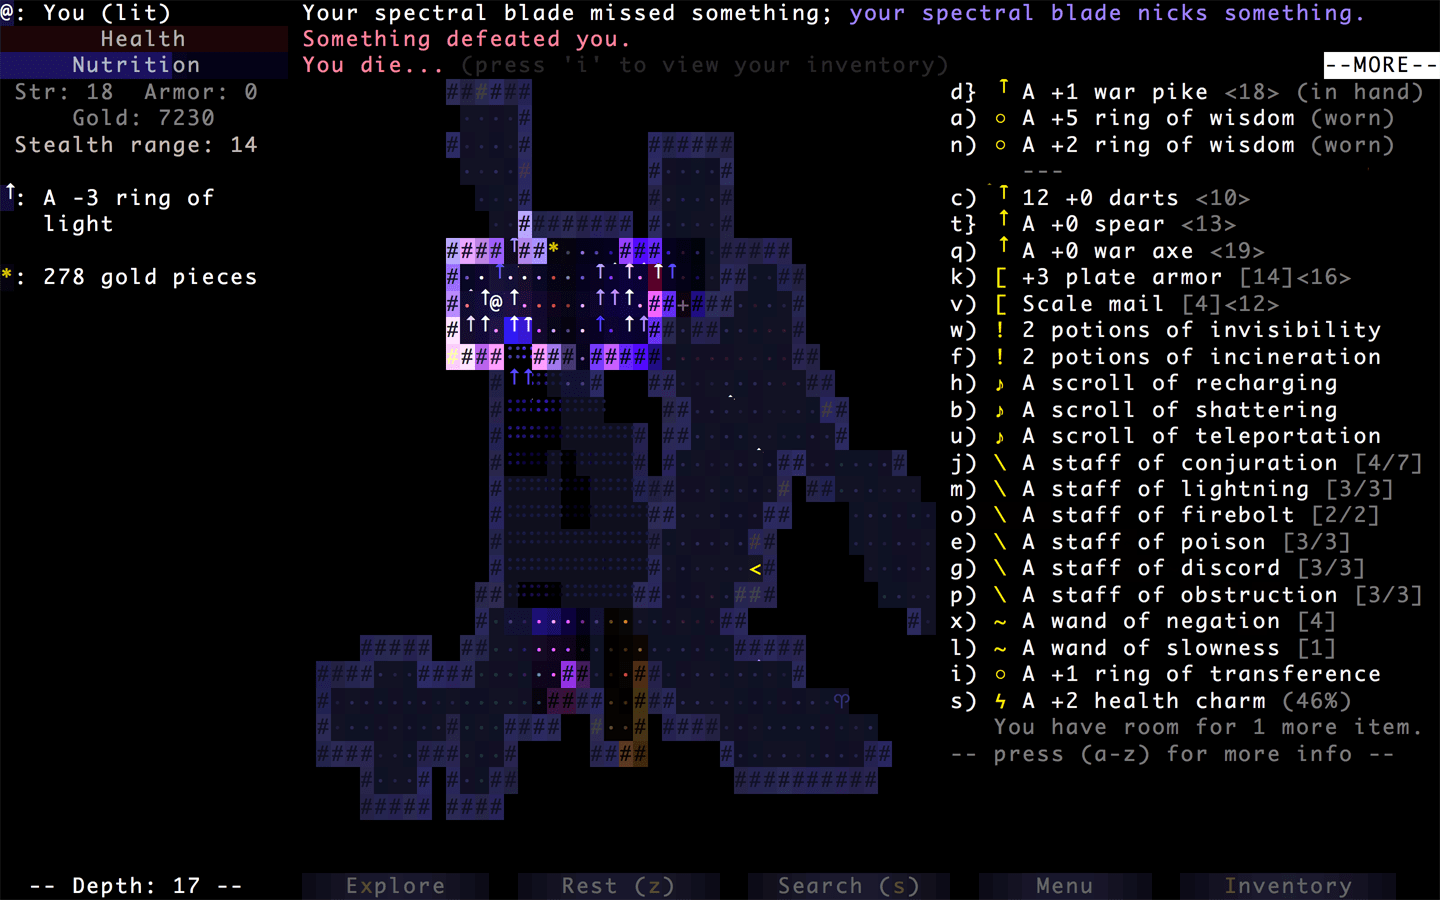 @: You (lit)
Health
Nutrition
Str: 18 Armor: 0
Gold: 7230
Stealth range: 14
↑: A -3 ring of
light
*: 278 gold pieces
-- Depth: 17 --
Your spectral blade missed something; your spectral blade nicks something.
Something defeated you.
You die... (press 'i' to view your inventory)
--MORE--
d} ↑ A +1 war pike <18> (in hand)
a) ○ A +5 ring of wisdom (worn)
n) ○ A +2 ring of wisdom (worn)
---
c) ↑ 12 +0 darts <10>
t} ↑ A +0 spear <13>
q) ↑ A +0 war axe <19>
k) [ +3 plate armor [14]<16>
v) [ Scale mail [4]<12>
w) ! 2 potions of invisibility
f) ! 2 potions of incineration
h) ♪ A scroll of recharging
b) ♪ A scroll of shattering
u) ♪ A scroll of teleportation
j) \ A staff of conjuration [4/7]
m) \ A staff of lightning [3/3]
o) \ A staff of firebolt [2/2]
e) \ A staff of poison [3/3]
g) \ A staff of discord [3/3]
p) \ A staff of obstruction [3/3]
x) ~ A wand of negation [4]
l) ~ A wand of slowness [1]
i) ○ A +1 ring of transference
s) ϟ A +2 health charm (46%)
You have room for 1 more item.
-- press (a-z) for more info --
Explore
Rest (z)
Search (s)
Menu
Inventory